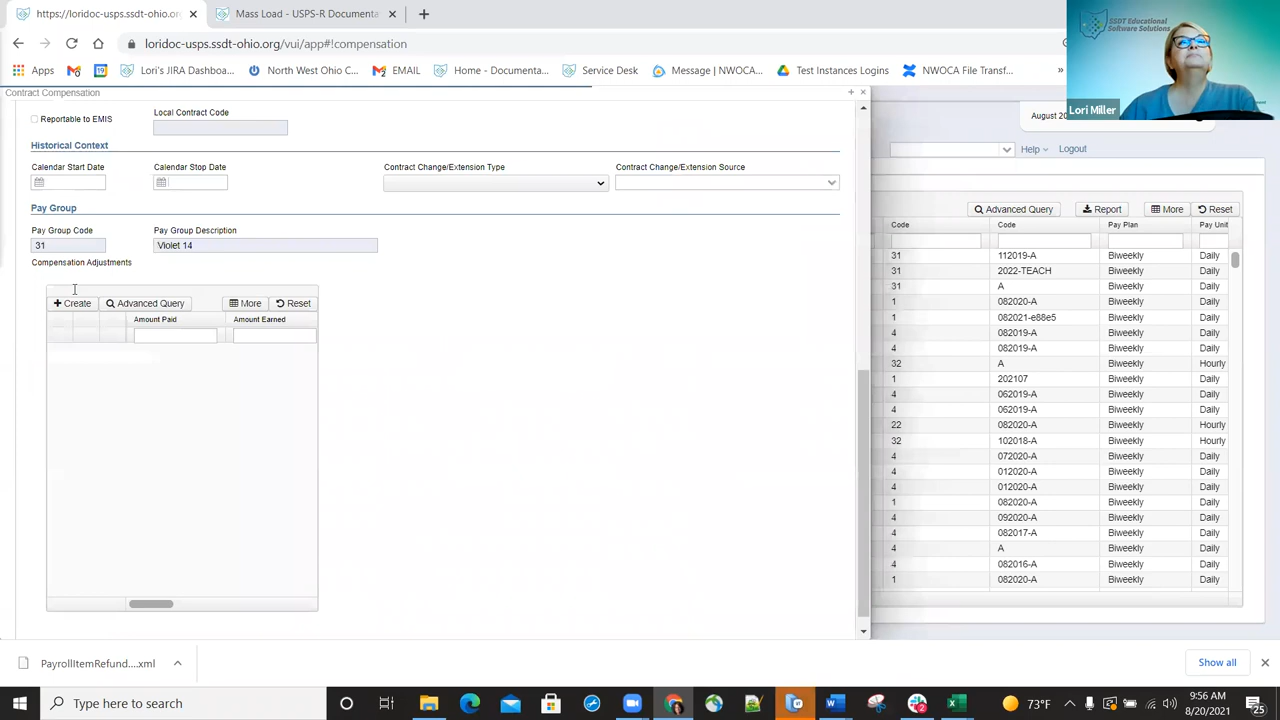 https://loridoc-usps.ssdt-ohio.org/
Mass Load - USPS-R Documenta
loridoc-usps.ssdt-ohio.org/vui/app#!compensation
Apps
Lori's JIRA Dashboa...
North West Ohio C...
EMAIL
Home - Documenta...
Service Desk
Message | NWOCA...
Test Instances Logi...
NWOCA File Transf...
»
SSDT Educational
Software Solutions
Lori Miller
Contract Compensation
Reportable to EMIS
Local Contract Code
Historical Context
Calendar Start Date
Calendar Stop Date
Contract Change/Extension Type
Contract Change/Extension Source
Pay Group
Pay Group Code
Pay Group Description
31
Violet 14
Compensation Adjustments
Create
Advanced Query
More
Reset
Amount Paid
Amount Earned
August 20
Help
Logout
Advanced Query
Report
More
Reset
Code Code Pay Plan Pay Unit
31 112019-A Biweekly Daily
31 2022-TEACH Biweekly Daily
31 A Biweekly Daily
1 082020-A Biweekly Daily
1 082021-e88e5 Biweekly Daily
4 082019-A Biweekly Daily
4 082019-A Biweekly Daily
32 A Biweekly Hourly
1 202107 Biweekly Daily
4 062019-A Biweekly Daily
4 062019-A Biweekly Daily
22 082020-A Biweekly Hourly
32 102018-A Biweekly Hourly
4 072020-A Biweekly Daily
4 012020-A Biweekly Daily
4 012020-A Biweekly Daily
1 082020-A Biweekly Daily
4 092020-A Biweekly Daily
4 082017-A Biweekly Daily
4 A Biweekly Daily
4 082016-A Biweekly Daily
1 082020-A Biweekly Daily
PayrollItemRefund....xml
Show all
Type here to search
73°F
9:56 AM
8/20/2021
25